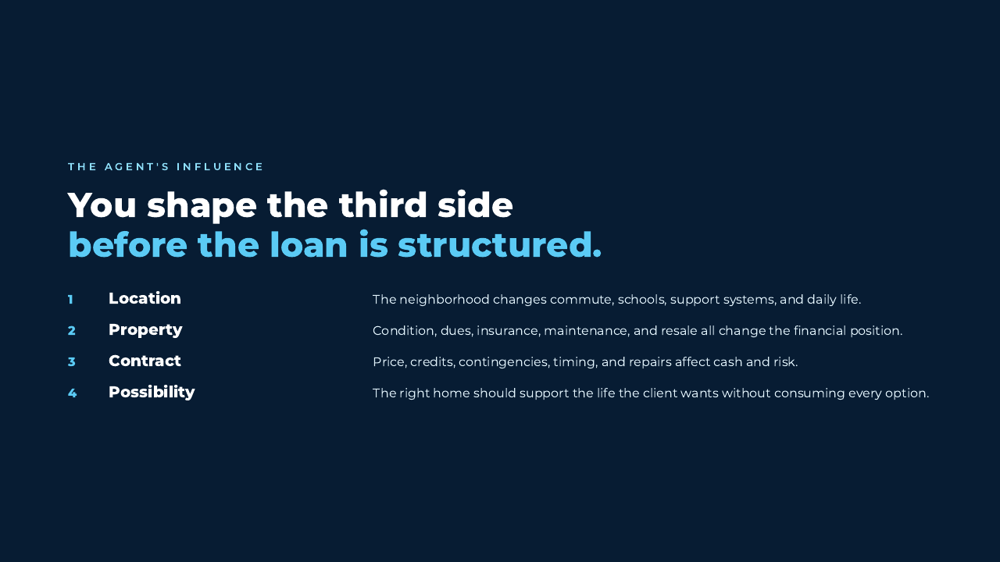 THE AGENT'S INFLUENCE
You shape the third side
before the loan is structured.
1 Location The neighborhood changes commute, schools, support systems, and daily life.
2 Property Condition, dues, insurance, maintenance, and resale all change the financial position.
3 Contract Price, credits, contingencies, timing, and repairs affect cash and risk.
4 Possibility The right home should support the life the client wants without consuming every option.